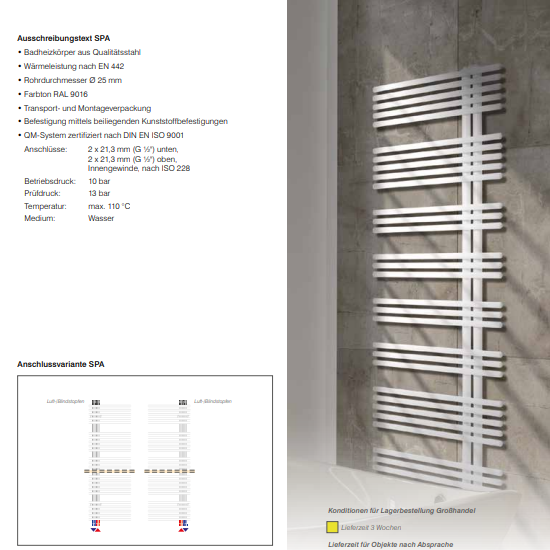 Ausschreibungstext SPA
• Badheizkörper aus Qualitätsstahl
• Wärmeleistung nach EN 442
• Rohrdurchmesser Ø 25 mm
• Farbton RAL 9016
• Transport- und Montageverpackung
• Befestigung mittels beiliegenden Kunststoffbefestigungen
• QM-System zertifiziert nach DIN EN ISO 9001
Anschlüsse: 2 x 21,3 mm (G ½") unten,
2 x 21,3 mm (G ½") oben,
Innengewinde, nach ISO 228
Betriebsdruck: 10 bar
Prüfdruck: 13 bar
Temperatur: max. 110 °C
Medium: Wasser
Anschlussvariante SPA
Luft-/Blindstopfen Luft-/Blindstopfen
Konditionen für Lagerbestellung Großhandel
Lieferzeit 3 Wochen
Lieferzeit für Objekte nach Absprache